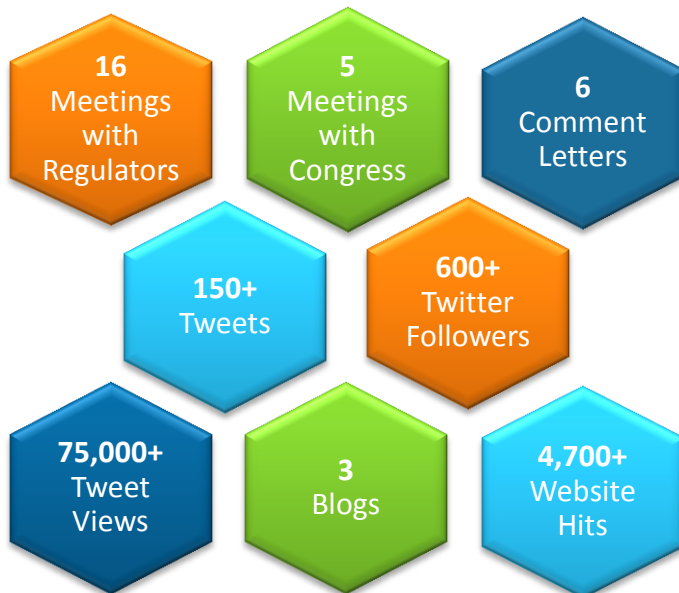 16
Meetings
with
Regulators
5
Meetings
with
Congress
6
Comment
Letters
150+
Tweets
600+
Twitter
Followers
75,000+
Tweet
Views
3
Blogs
4,700+
Website
Hits